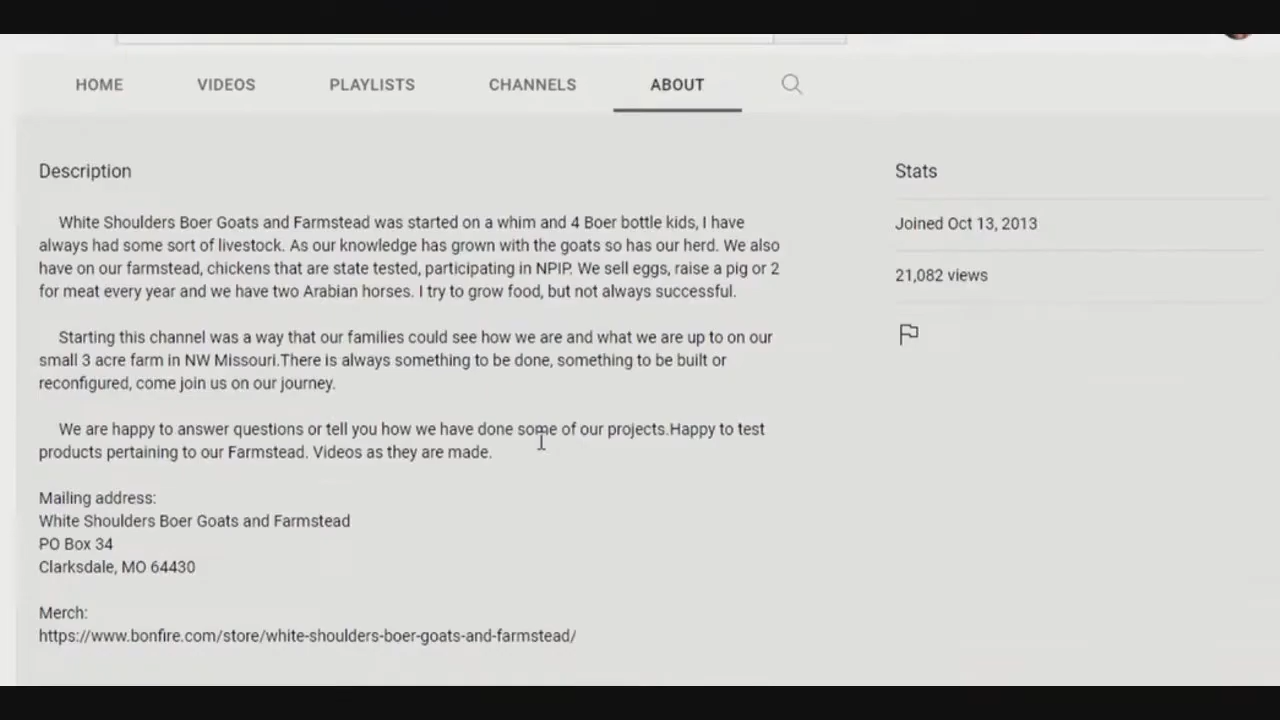 HOME VIDEOS PLAYLISTS CHANNELS ABOUT
Description
White Shoulders Boer Goats and Farmstead was started on a whim and 4 Boer bottle kids, I have
always had some sort of livestock. As our knowledge has grown with the goats so has our herd. We also
have on our farmstead, chickens that are state tested, participating in NPIP. We sell eggs, raise a pig or 2
for meat every year and we have two Arabian horses. I try to grow food, but not always successful.
Starting this channel was a way that our families could see how we are and what we are up to on our
small 3 acre farm in NW Missouri.There is always something to be done, something to be built or
reconfigured, come join us on our journey.
We are happy to answer questions or tell you how we have done some of our projects.Happy to test
products pertaining to our Farmstead. Videos as they are made.
Mailing address:
White Shoulders Boer Goats and Farmstead
PO Box 34
Clarksdale, MO 64430
Merch:
https://www.bonfire.com/store/white-shoulders-boer-goats-and-farmstead/
Stats
Joined Oct 13, 2013
21,082 views